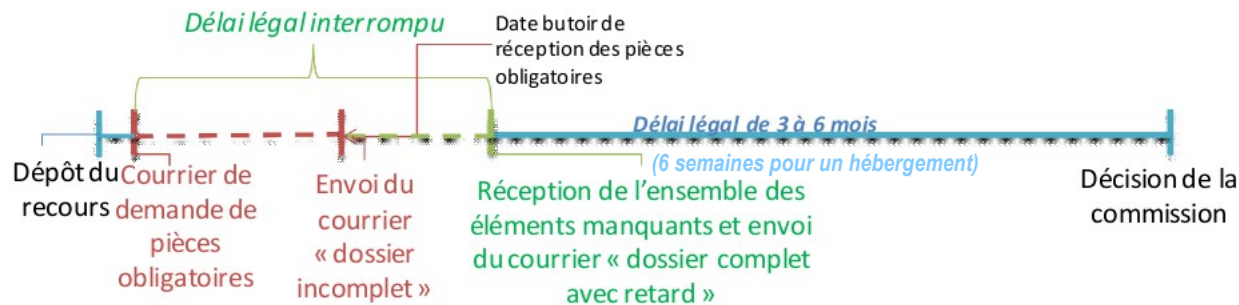 Délai légal interrompu
Date butoir de
réception des pièces
obligatoires
Délai légal de 3 à 6 mois
(6 semaines pour un hébergement)
Dépôt du
recours
Courrier de
demande de
pièces
obligatoires
Envoi du
courrier
« dossier
incomplet »
Réception de l’ensemble des
éléments manquants et envoi
du courrier « dossier complet
avec retard »
Décision de la
commission